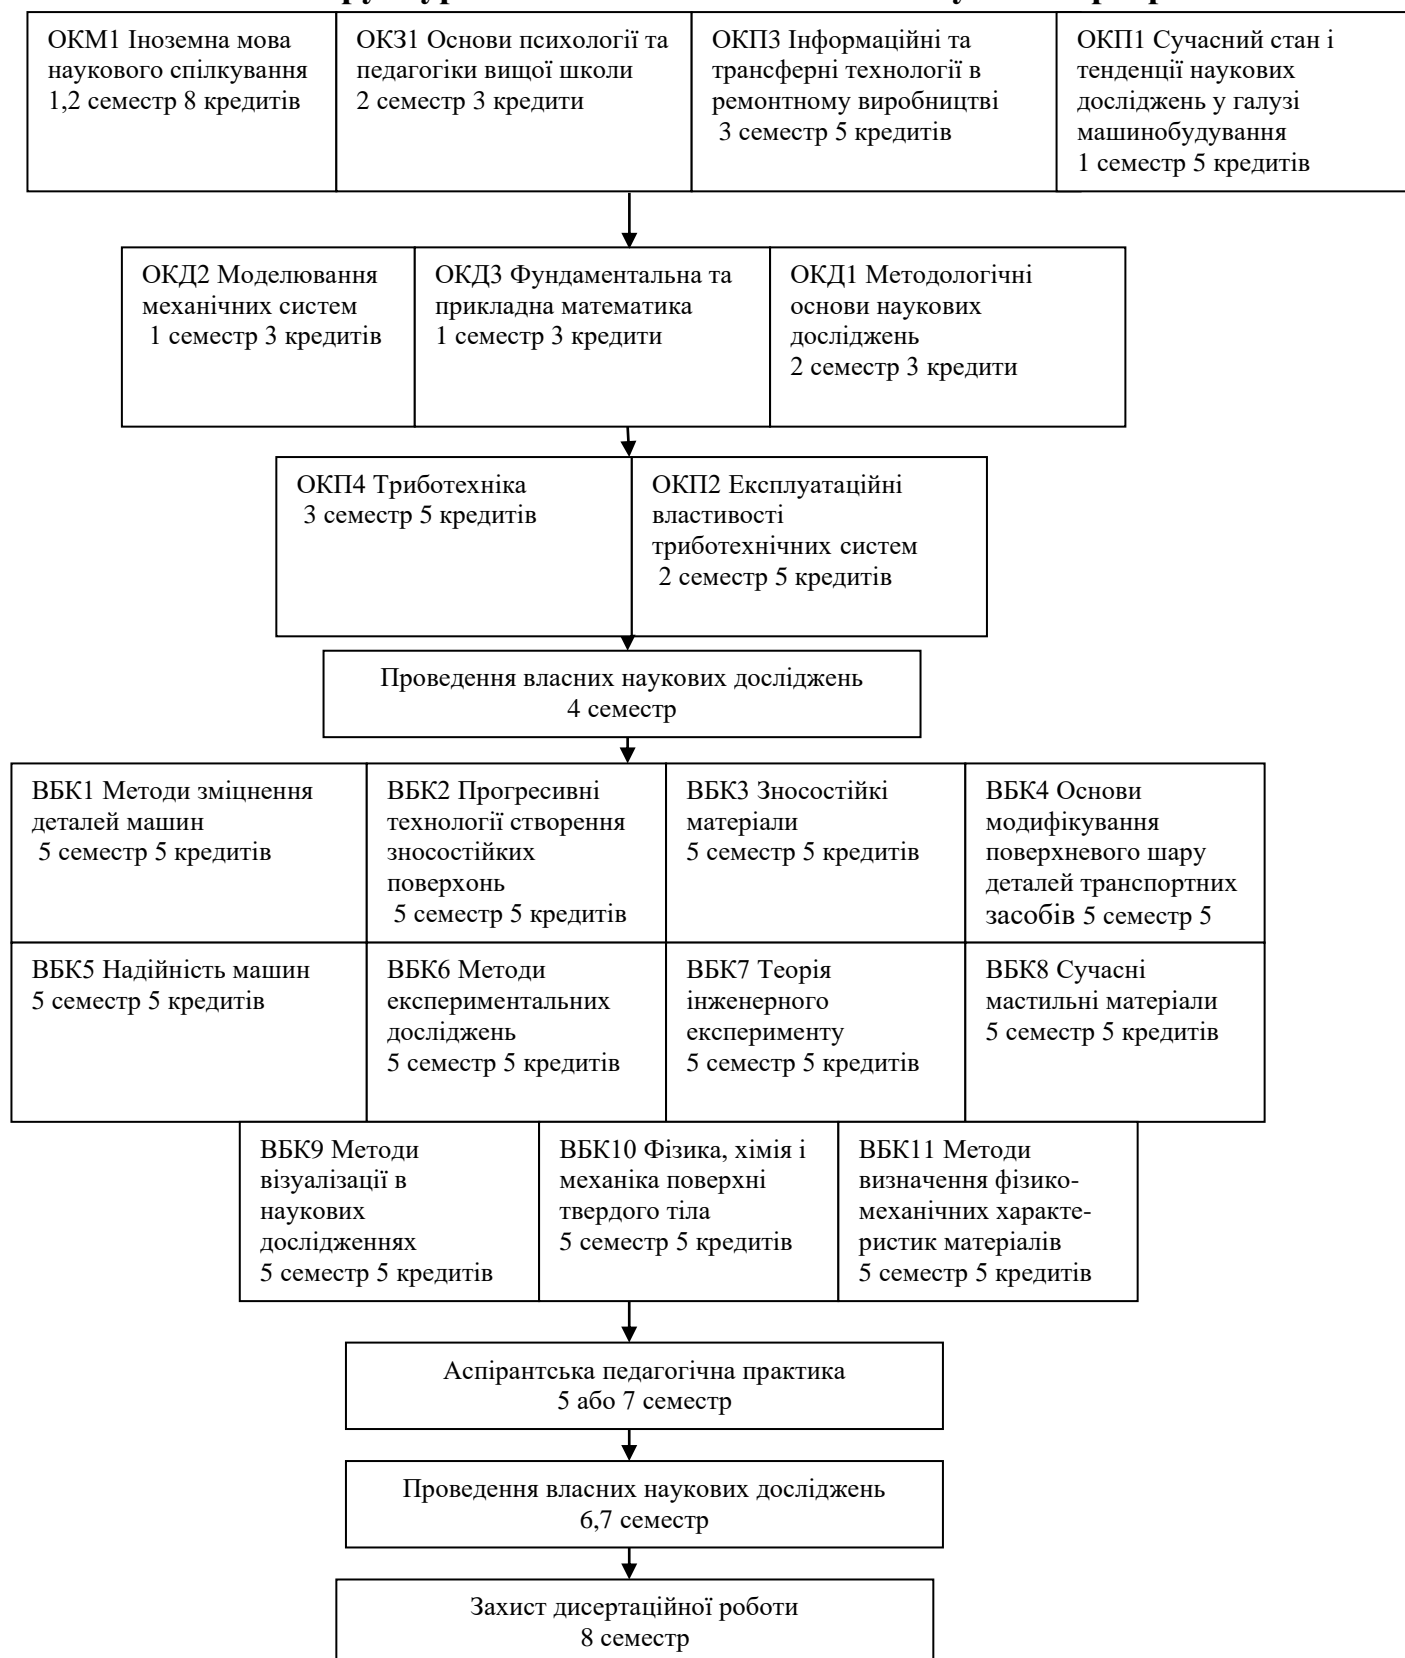 ОКМ1 Іноземна мова
наукового спілкування
1,2 семестр 8 кредитів
ОКЗ1 Основи психології та
педагогіки вищої школи
2 семестр 3 кредити
ОКП3 Інформаційні та
трансферні технології в
ремонтному виробництві
3 семестр 5 кредитів
ОКП1 Сучасний стан і
тенденції наукових
досліджень у галузі
машинобудування
1 семестр 5 кредитів
ОКД2 Моделювання
механічних систем
1 семестр 3 кредитів
ОКД3 Фундаментальна та
прикладна математика
1 семестр 3 кредити
ОКД1 Методологічні
основи наукових
досліджень
2 семестр 3 кредити
ОКП4 Триботехніка
3 семестр 5 кредитів
ОКП2 Експлуатаційні
властивості
триботехнічних систем
2 семестр 5 кредитів
Проведення власних наукових досліджень
4 семестр
ВБК1 Методи зміцнення
деталей машин
5 семестр 5 кредитів
ВБК2 Прогресивні
технології створення
зносостійких
поверхонь
5 семестр 5 кредитів
ВБК3 Зносостійкі
матеріали
5 семестр 5 кредитів
ВБК4 Основи
модифікування
поверхневого шару
деталей транспортних
засобів 5 семестр 5
ВБК5 Надійність машин
5 семестр 5 кредитів
ВБК6 Методи
експериментальних
досліджень
5 семестр 5 кредитів
ВБК7 Теорія
інженерного
експерименту
5 семестр 5 кредитів
ВБК8 Сучасні
мастильні матеріали
5 семестр 5 кредитів
ВБК9 Методи
візуалізації в
наукових
дослідженнях
5 семестр 5 кредитів
ВБК10 Фізика, хімія і
механіка поверхні
твердого тіла
5 семестр 5 кредитів
ВБК11 Методи
визначення фізико-
механічних характе-
ристик матеріалів
5 семестр 5 кредитів
Аспірантська педагогічна практика
5 або 7 семестр
Проведення власних наукових досліджень
6,7 семестр
Захист дисертаційної роботи
8 семестр